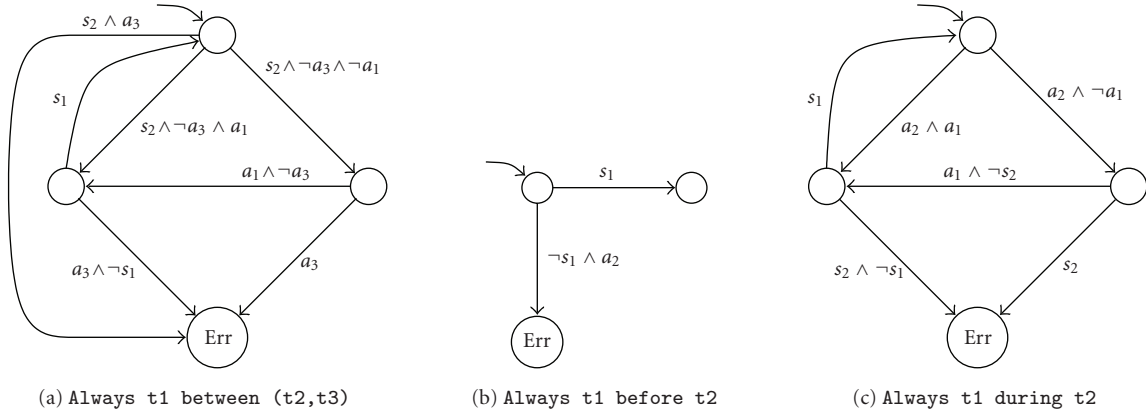 s₂ ∧ a₃
s₂ ∧ ¬a₃ ∧ ¬a₁
s₁
s₂ ∧ ¬a₃ ∧ a₁
a₁ ∧ ¬a₃
a₃ ∧ ¬s₁
a₃
Err
(a) Always t1 between (t2,t3)
s₁
¬s₁ ∧ a₂
Err
(b) Always t1 before t2
a₂ ∧ ¬a₁
s₁
a₂ ∧ a₁
a₁ ∧ ¬s₂
s₂ ∧ ¬s₁
s₂
Err
(c) Always t1 during t2